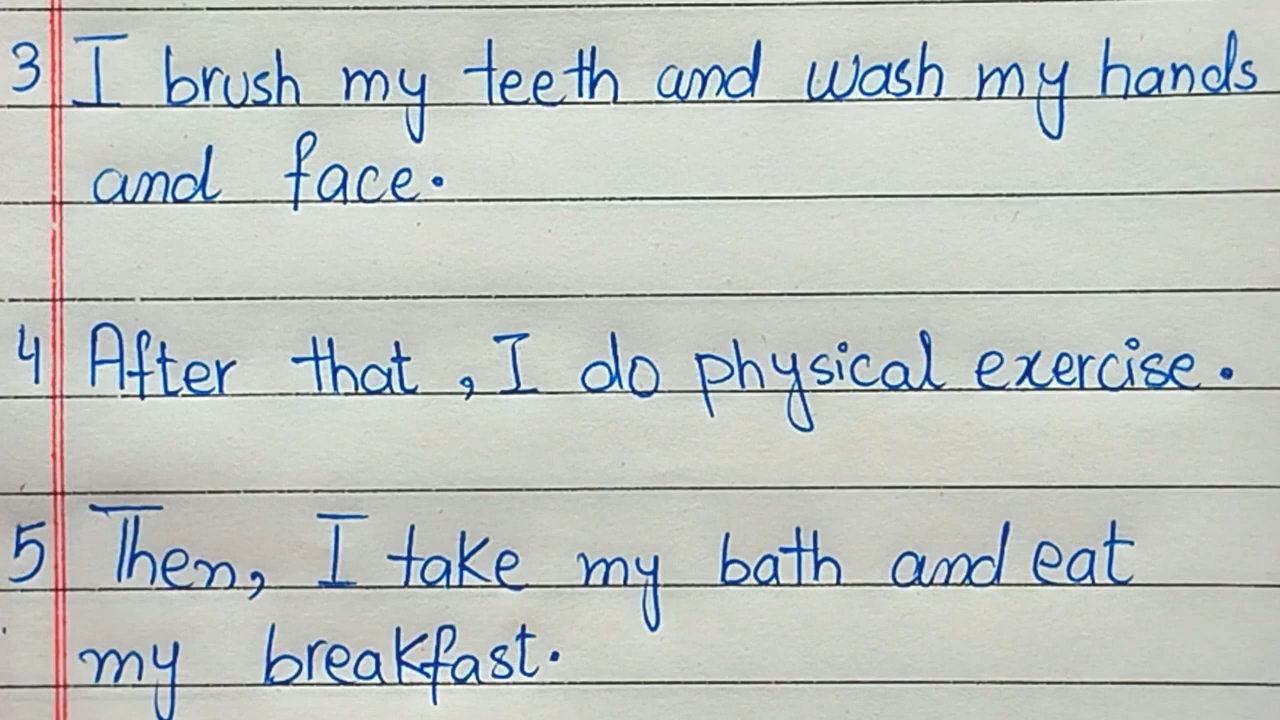 3 I brush my teeth and wash my hands
and face.
4 After that , I do physical exercise.
5 Then, I take my bath and eat
my breakfast.